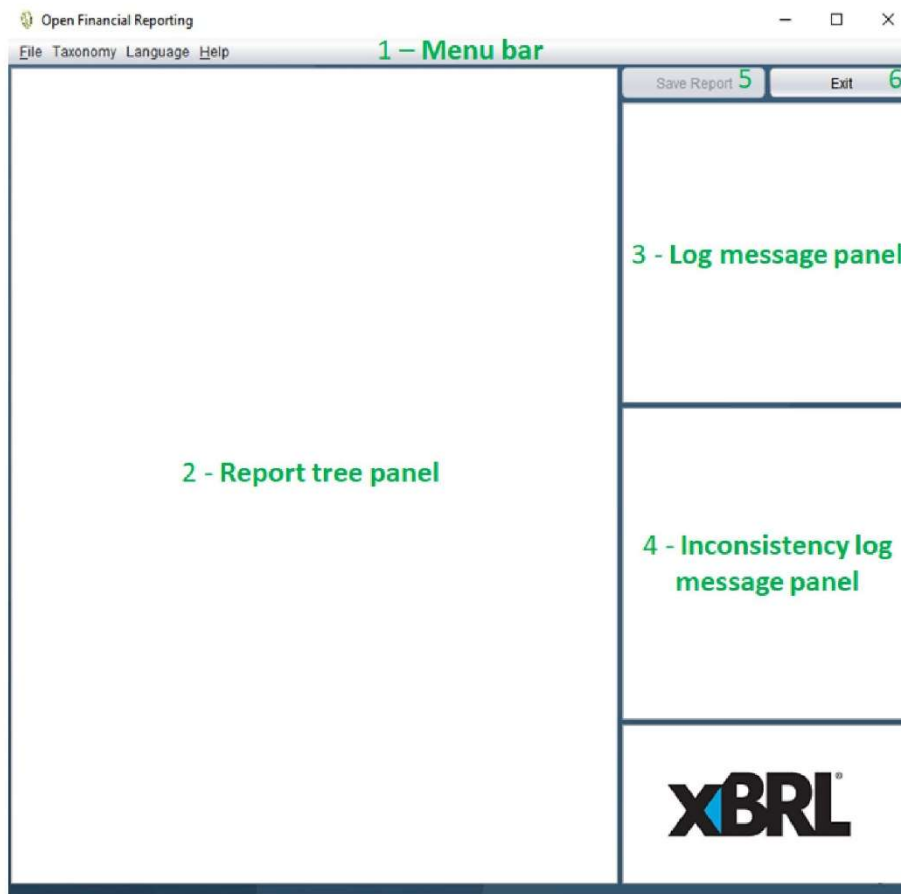 Open Financial Reporting
File Taxonomy Language Help
1 – Menu bar
Save Report 5
Exit 6
3 - Log message panel
2 - Report tree panel
4 - Inconsistency log
message panel
XBRL®